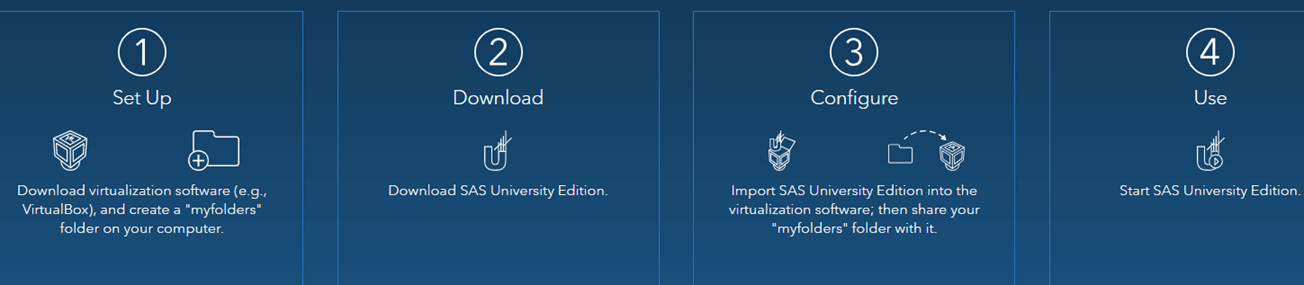 1
Set Up
Download virtualization software (e.g.,
VirtualBox), and create a "myfolders"
folder on your computer.
2
Download
Download SAS University Edition.
3
Configure
Import SAS University Edition into the
virtualization software; then share your
"myfolders" folder with it.
4
Use
Start SAS University Edition.